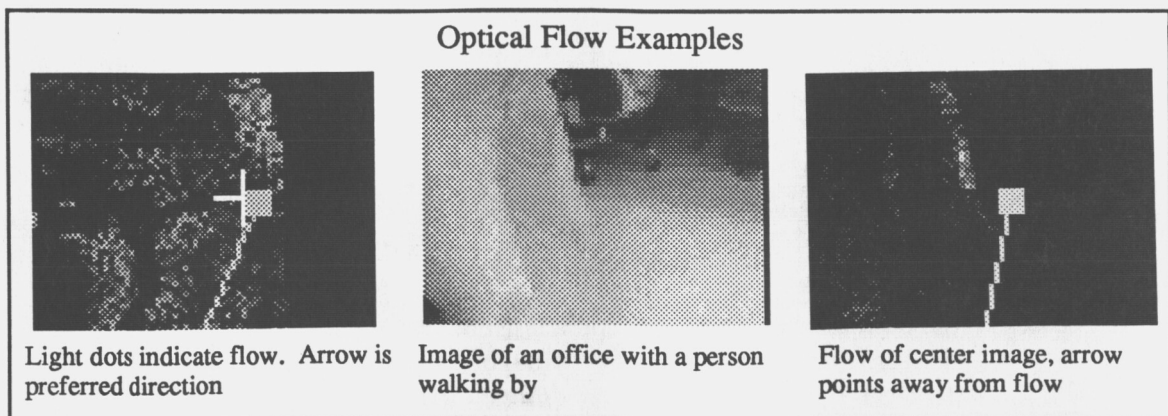 Optical Flow Examples
Light dots indicate flow. Arrow is
preferred direction
Image of an office with a person
walking by
Flow of center image, arrow
points away from flow